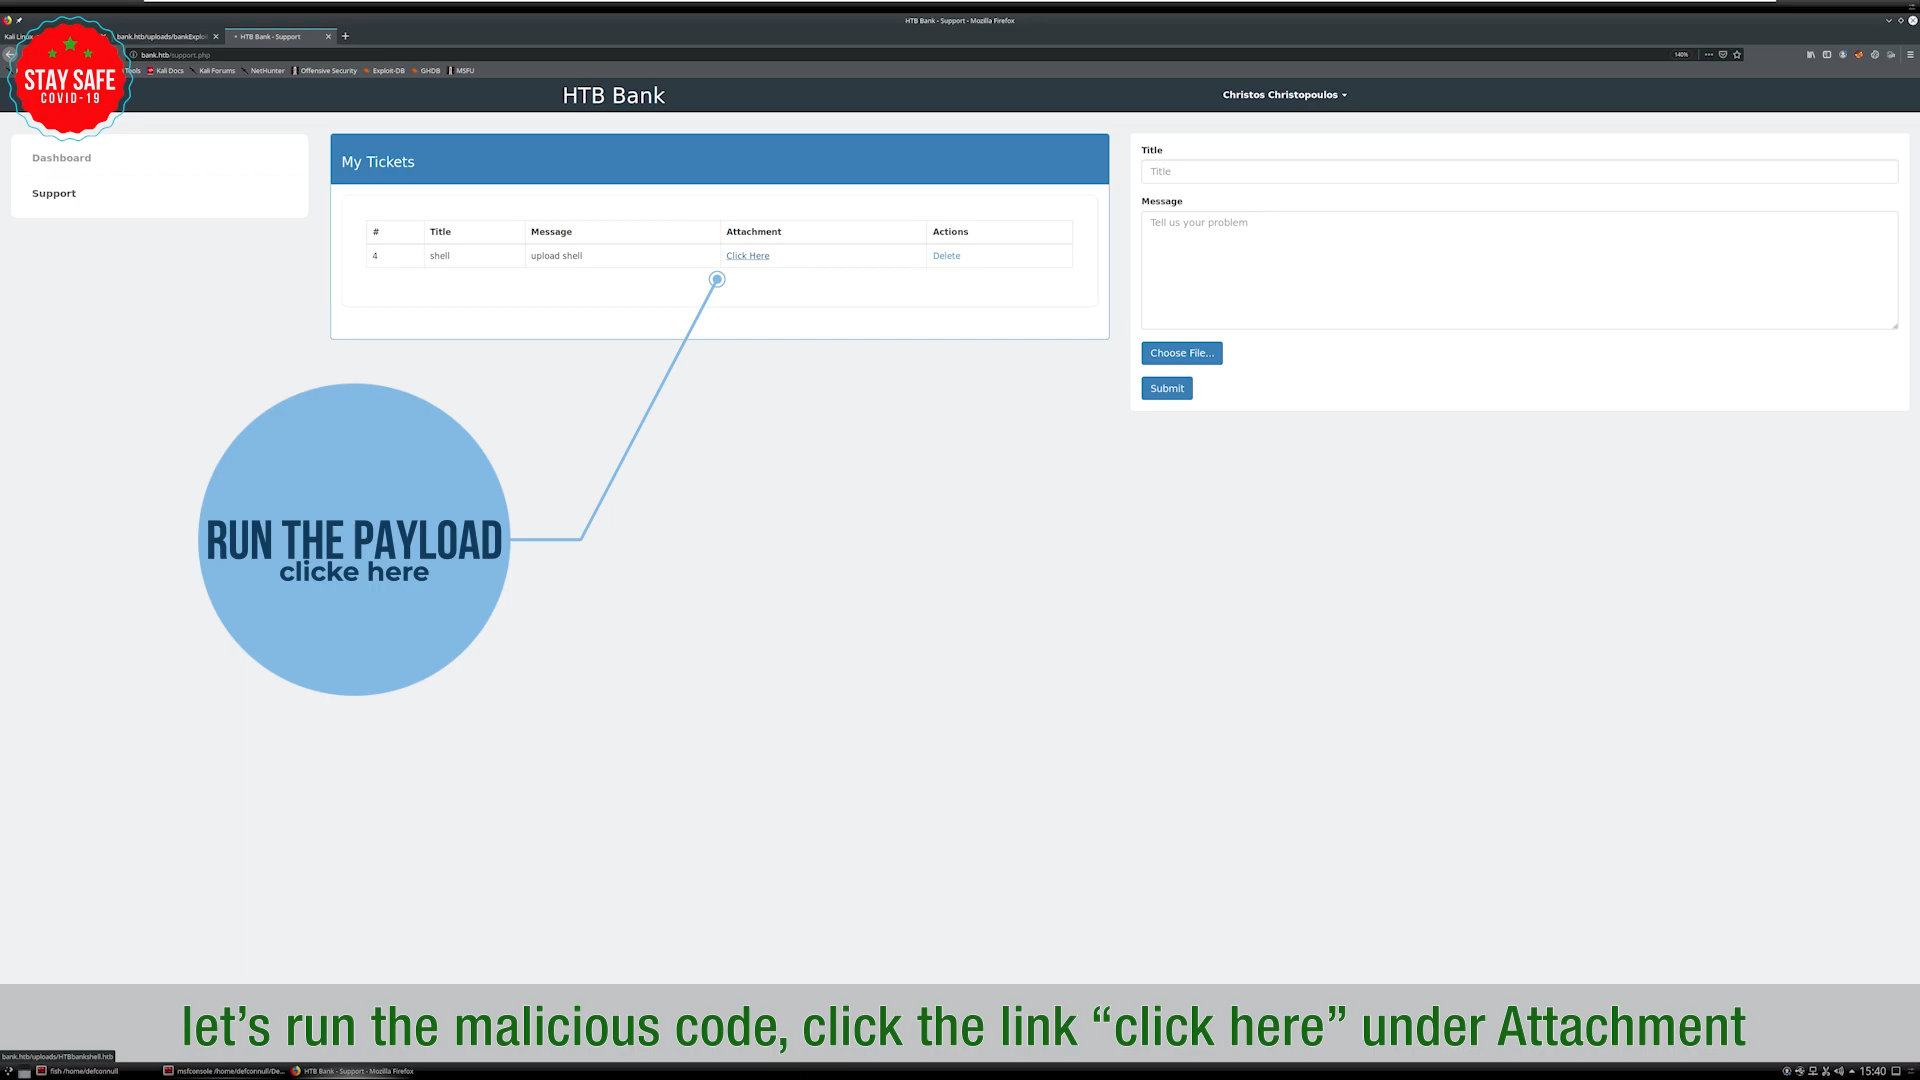 HTB Bank - Support - Mozilla Firefox
Kali Linux
bank.htb/uploads/bankExploi
HTB Bank - Support
bank.htb/support.php
140%
Tools
Kali Docs
Kali Forums
NetHunter
Offensive Security
Exploit-DB
GHDB
MSFU
STAY SAFE
COVID-19
HTB Bank
Christos Christopoulos
Dashboard
Support
My Tickets
# Title Message Attachment Actions
4 shell upload shell Click Here Delete
Title
Title
Message
Tell us your problem
Choose File...
Submit
RUN THE PAYLOAD
clicke here
let’s run the malicious code, click the link “click here” under Attachment
bank.htb/uploads/HTBbankshell.htb
fish /home/defconnull
msfconsole /home/defconnull/De...
HTB Bank - Support - Mozilla Firefox
15:40